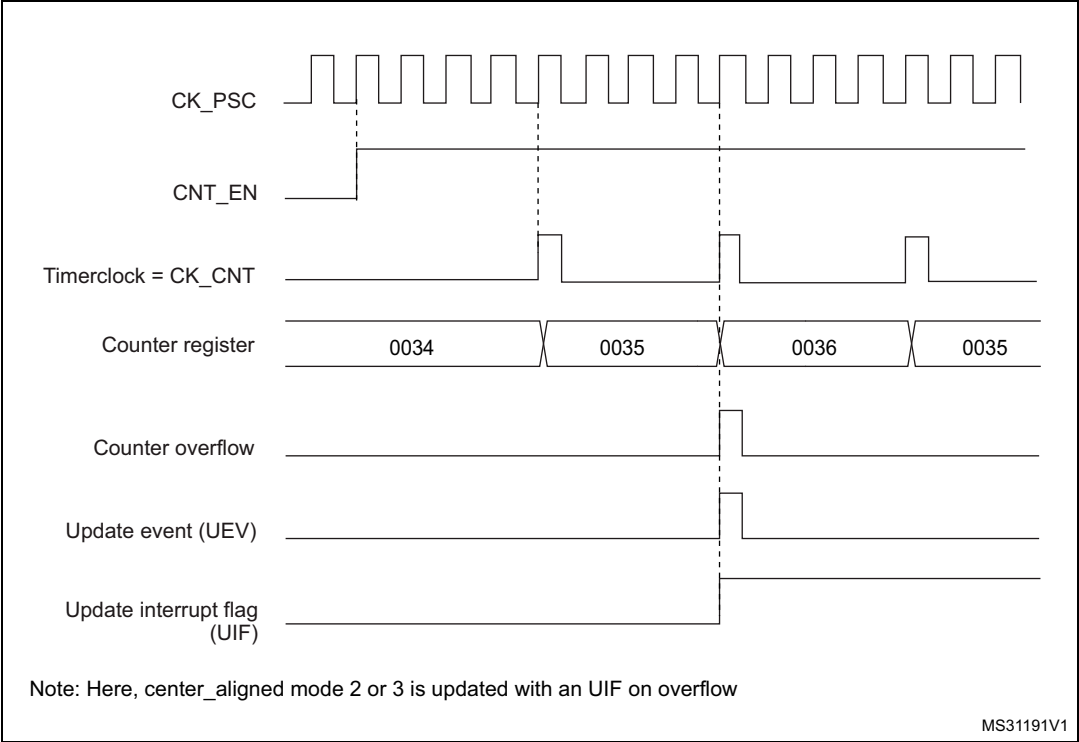 CK_PSC
CNT_EN
Timerclock = CK_CNT
Counter register
0034
0035
0036
0035
Counter overflow
Update event (UEV)
Update interrupt flag
(UIF)
Note: Here, center_aligned mode 2 or 3 is updated with an UIF on overflow
MS31191V1